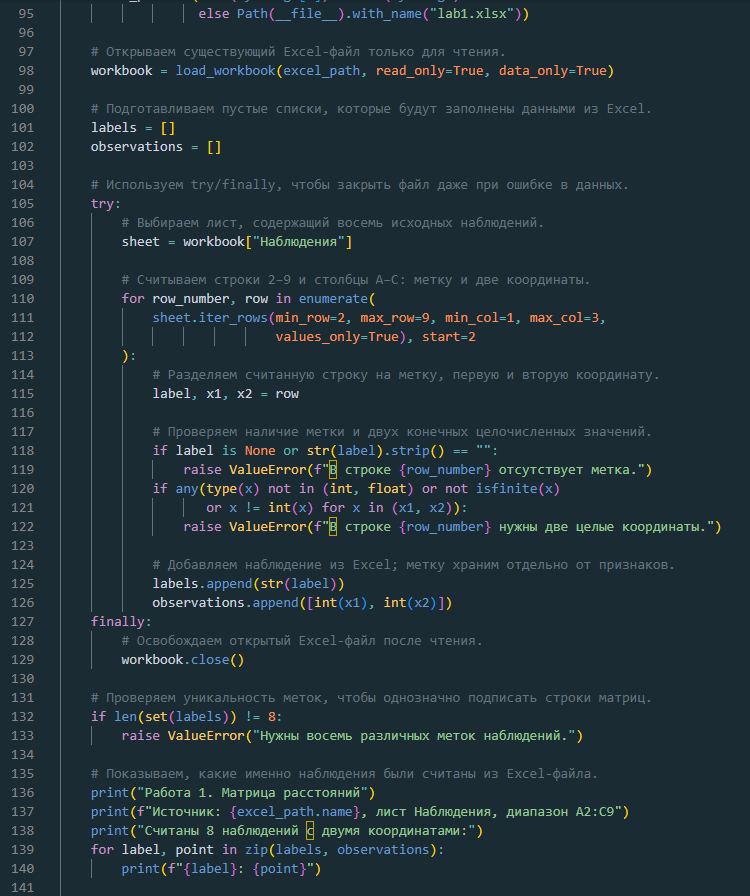 95 else Path(__file__).with_name("lab1.xlsx"))
96
97 # Открываем существующий Excel-файл только для чтения.
98 workbook = load_workbook(excel_path, read_only=True, data_only=True)
99
100 # Подготавливаем пустые списки, которые будут заполнены данными из Excel.
101 labels = []
102 observations = []
103
104 # Используем try/finally, чтобы закрыть файл даже при ошибке в данных.
105 try:
106 # Выбираем лист, содержащий восемь исходных наблюдений.
107 sheet = workbook["Наблюдения"]
108
109 # Считываем строки 2–9 и столбцы A–C: метку и две координаты.
110 for row_number, row in enumerate(
111 sheet.iter_rows(min_row=2, max_row=9, min_col=1, max_col=3,
112 values_only=True), start=2
113 ):
114 # Разделяем считанную строку на метку, первую и вторую координату.
115 label, x1, x2 = row
116
117 # Проверяем наличие метки и двух конечных целочисленных значений.
118 if label is None or str(label).strip() == "":
119 raise ValueError(f"В строке {row_number} отсутствует метка.")
120 if any(type(x) not in (int, float) or not isfinite(x)
121 or x != int(x) for x in (x1, x2)):
122 raise ValueError(f"В строке {row_number} нужны две целые координаты.")
123
124 # Добавляем наблюдение из Excel; метку храним отдельно от признаков.
125 labels.append(str(label))
126 observations.append([int(x1), int(x2)])
127 finally:
128 # Освобождаем открытый Excel-файл после чтения.
129 workbook.close()
130
131 # Проверяем уникальность меток, чтобы однозначно подписать строки матриц.
132 if len(set(labels)) != 8:
133 raise ValueError("Нужны восемь различных меток наблюдений.")
134
135 # Показываем, какие именно наблюдения были считаны из Excel-файла.
136 print("Работа 1. Матрица расстояний")
137 print(f"Источник: {excel_path.name}, лист Наблюдения, диапазон A2:C9")
138 print("Считаны 8 наблюдений с двумя координатами:")
139 for label, point in zip(labels, observations):
140 print(f"{label}: {point}")
141